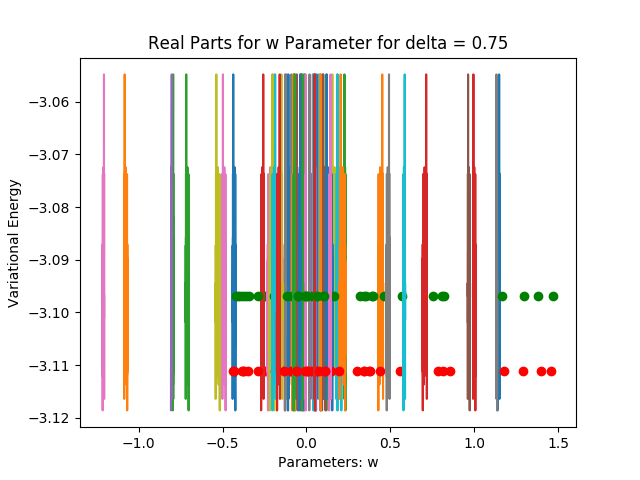 Real Parts for w Parameter for delta = 0.75
Variational Energy
−3.06
−3.07
−3.08
−3.09
−3.10
−3.11
−3.12
−1.0 −0.5 0.0 0.5 1.0 1.5
Parameters: w